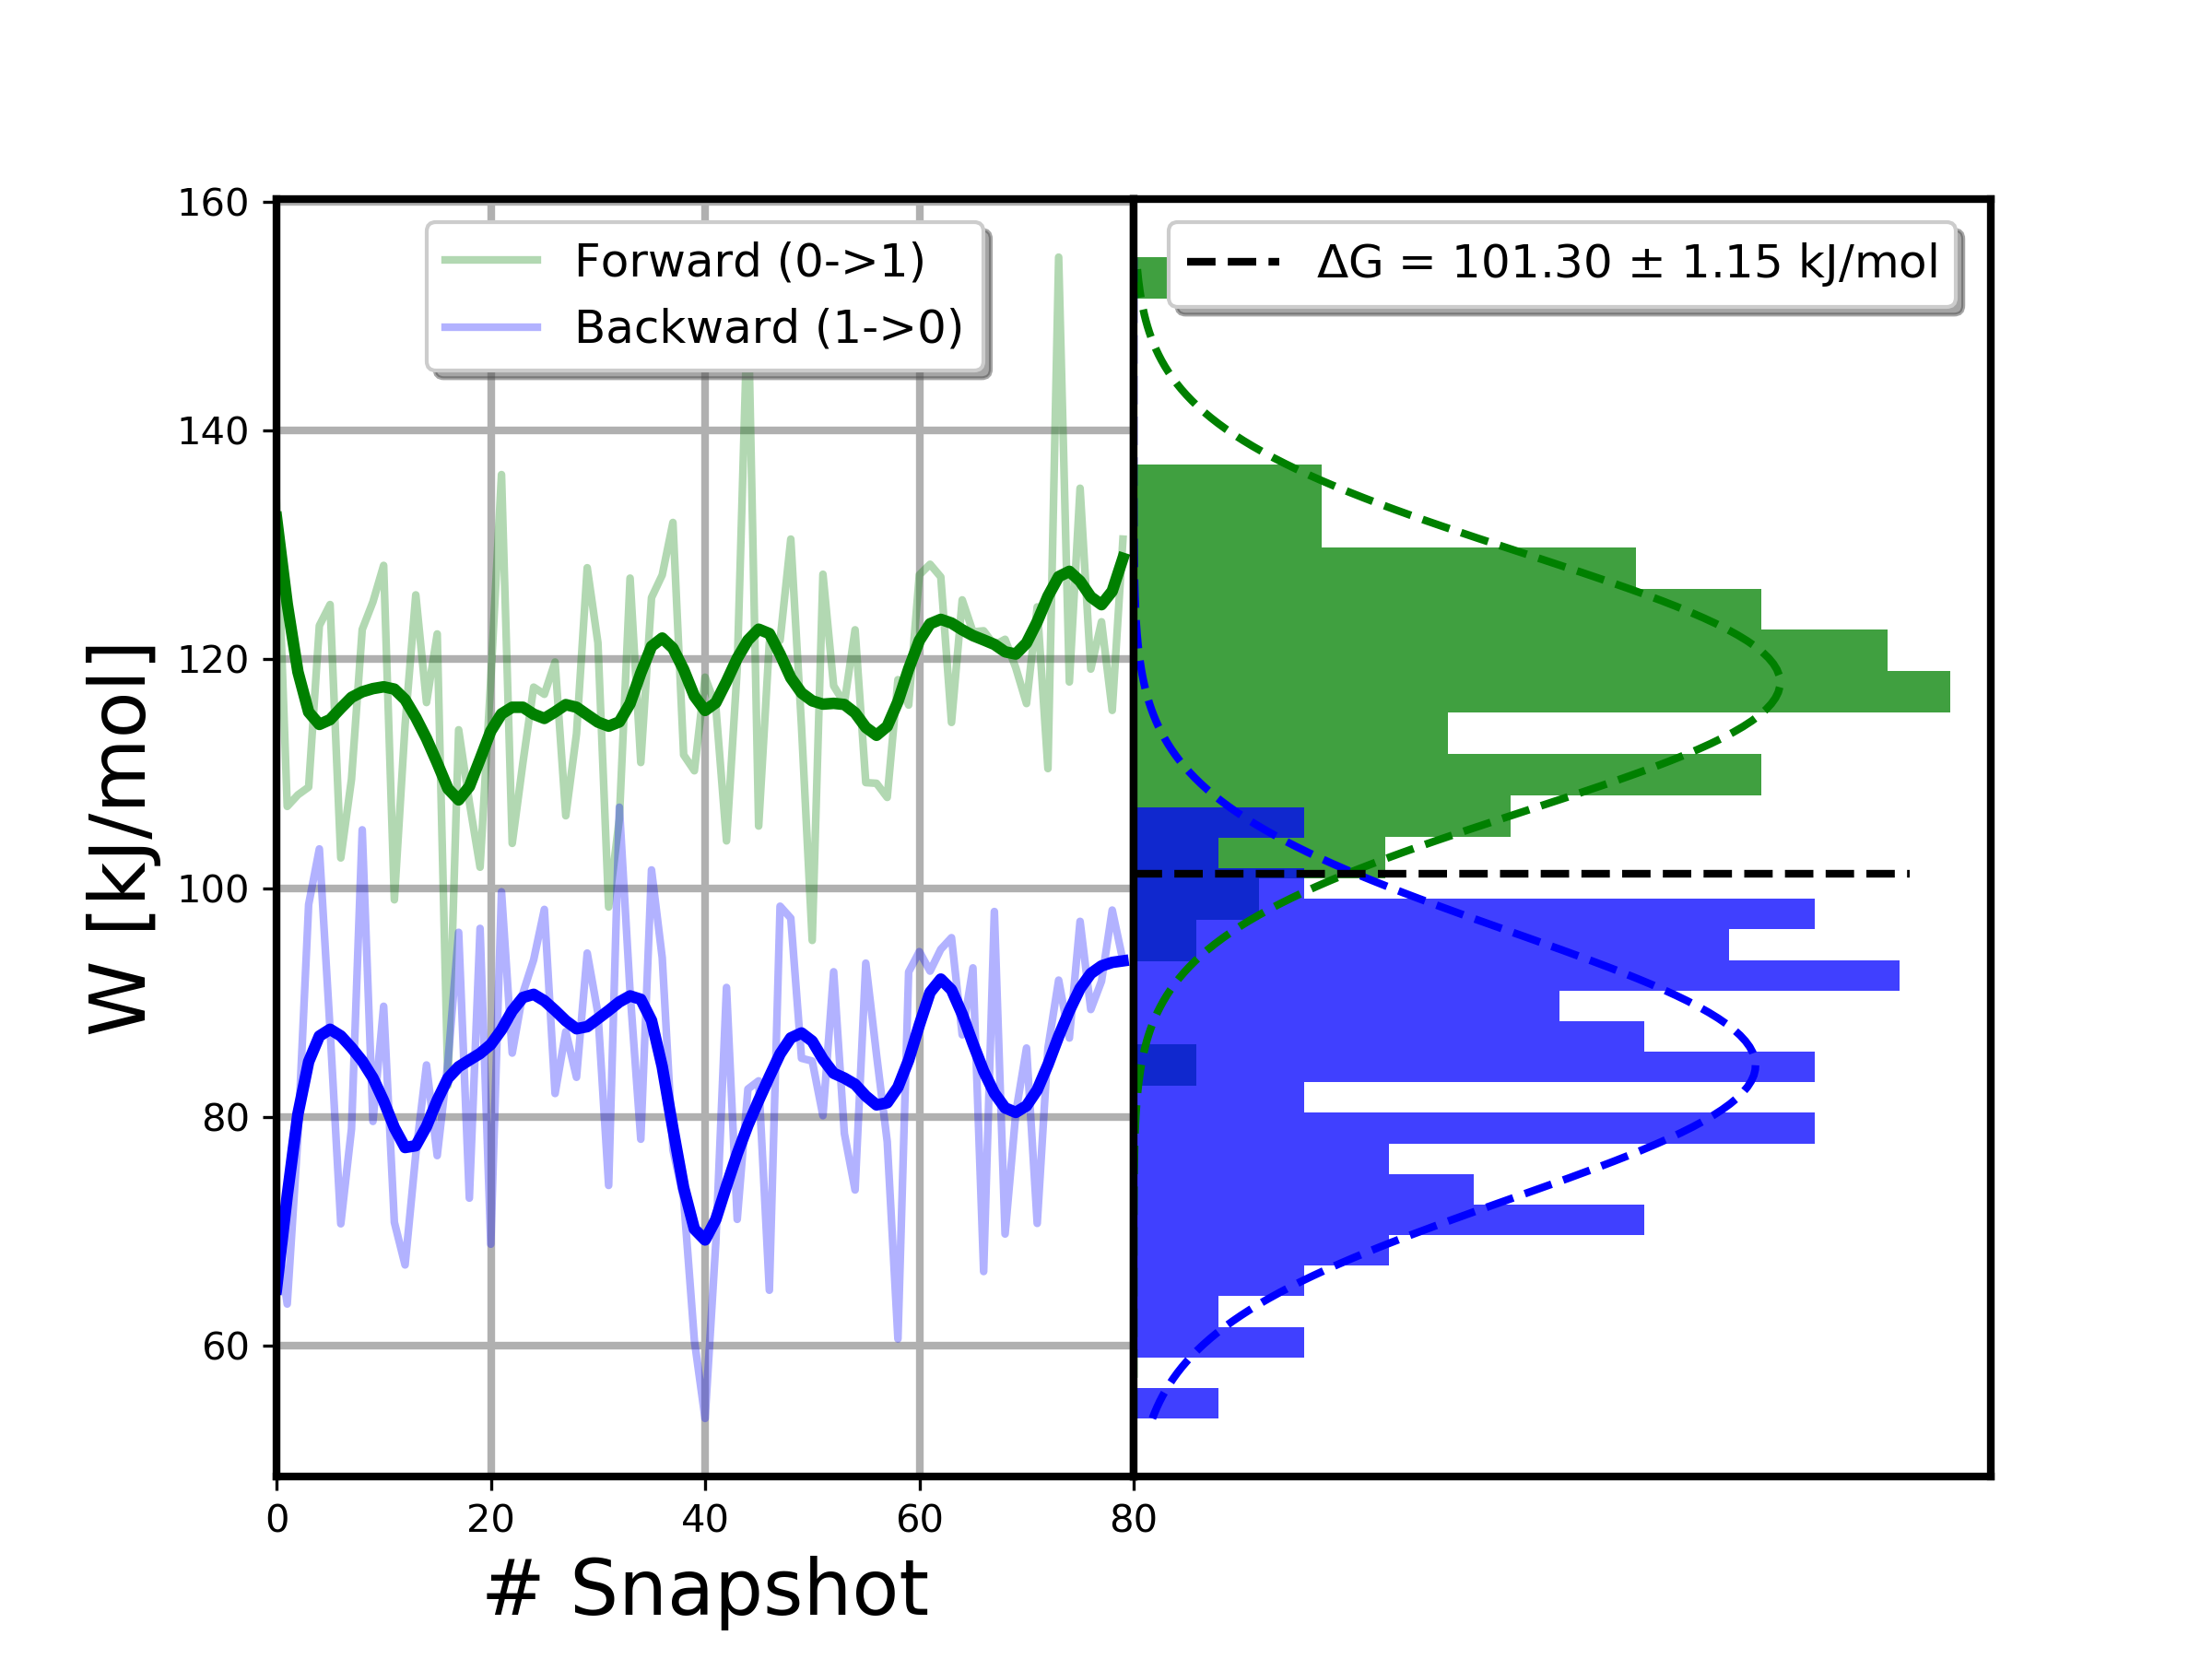 Forward (0->1)
Backward (1->0)
ΔG = 101.30 ± 1.15 kJ/mol
W [kJ/mol]
160
140
120
100
80
60
0 20 40 60 80
# Snapshot